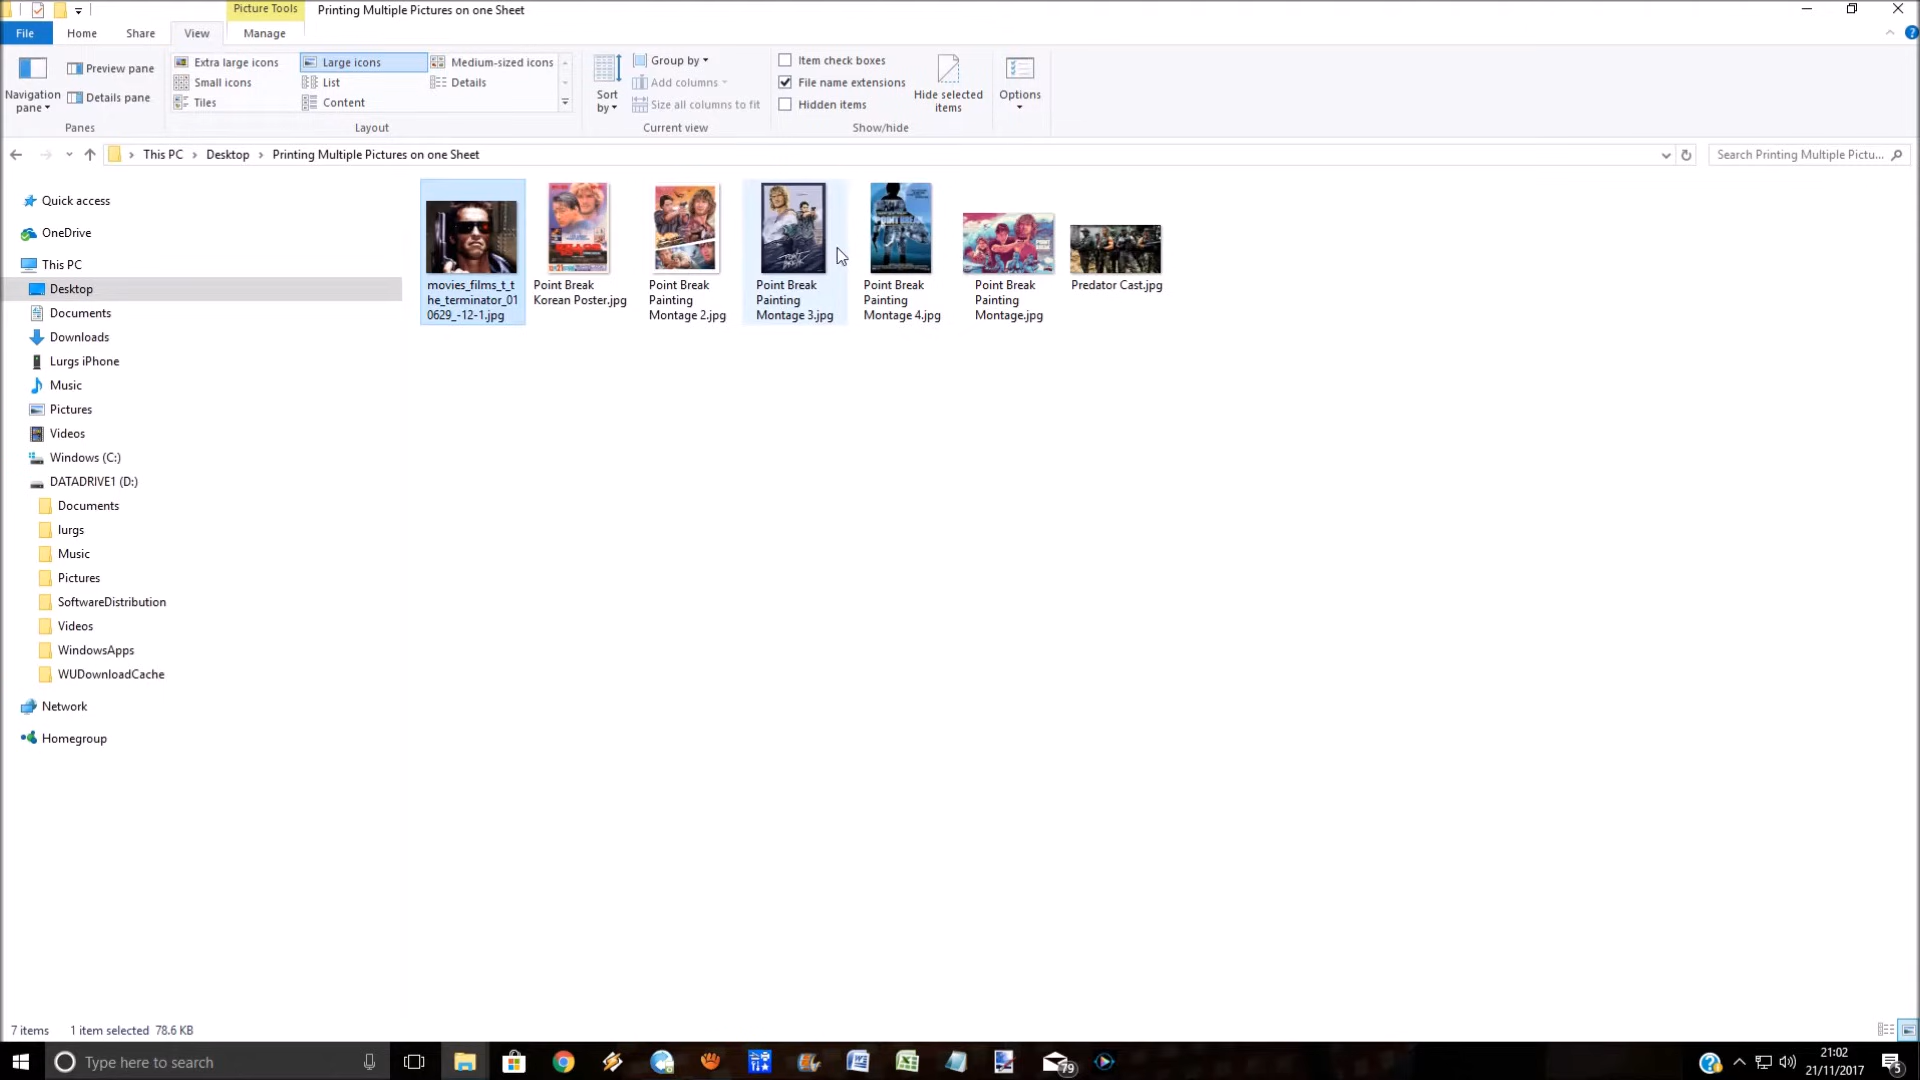 Picture Tools
Printing Multiple Pictures on one Sheet
File
Home
Share
View
Manage
Navigation pane
Preview pane
Details pane
Panes
Extra large icons
Large icons
Medium-sized icons
Small icons
List
Details
Tiles
Content
Layout
Sort by
Group by
Add columns
Size all columns to fit
Current view
Item check boxes
File name extensions
Hidden items
Hide selected items
Show/hide
Options
This PC
Desktop
Printing Multiple Pictures on one Sheet
Search Printing Multiple Pictu...
Quick access
OneDrive
This PC
Desktop
Documents
Downloads
Lurgs iPhone
Music
Pictures
Videos
Windows (C:)
DATADRIVE1 (D:)
Documents
lurgs
Music
Pictures
SoftwareDistribution
Videos
WindowsApps
WUDownloadCache
Network
Homegroup
movies_films_t_t
he_terminator_01
0629_-12-1.jpg
Point Break
Korean Poster.jpg
Point Break
Painting
Montage 2.jpg
Point Break
Painting
Montage 3.jpg
Point Break
Painting
Montage 4.jpg
Point Break
Painting
Montage.jpg
Predator Cast.jpg
7 items
1 item selected 78.6 KB
Type here to search
79
21:02
21/11/2017
5